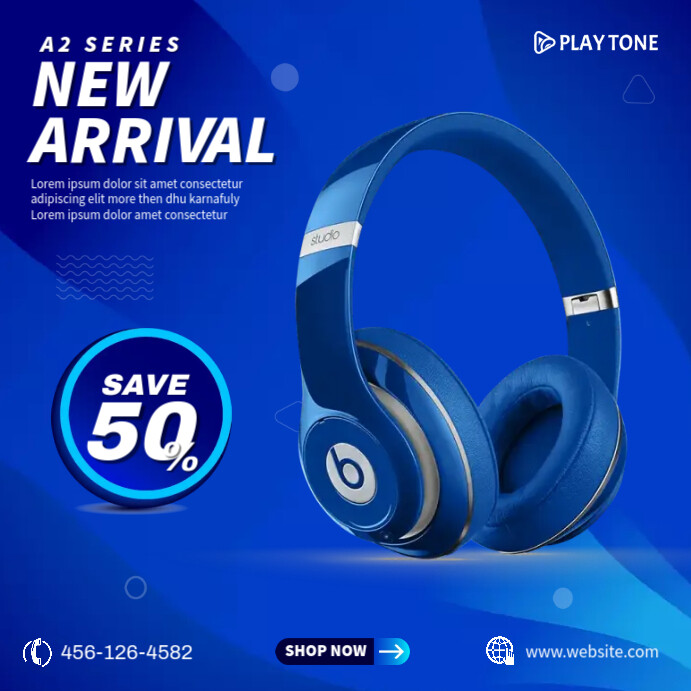 A2 SERIES
NEW
ARRIVAL
Lorem ipsum dolor sit amet consectetur
adipiscing elit more then dhu karnafuly
Lorem ipsum dolor amet consectetur
PLAY TONE
studio
SAVE
50%
b
456-126-4582
SHOP NOW
www.website.com